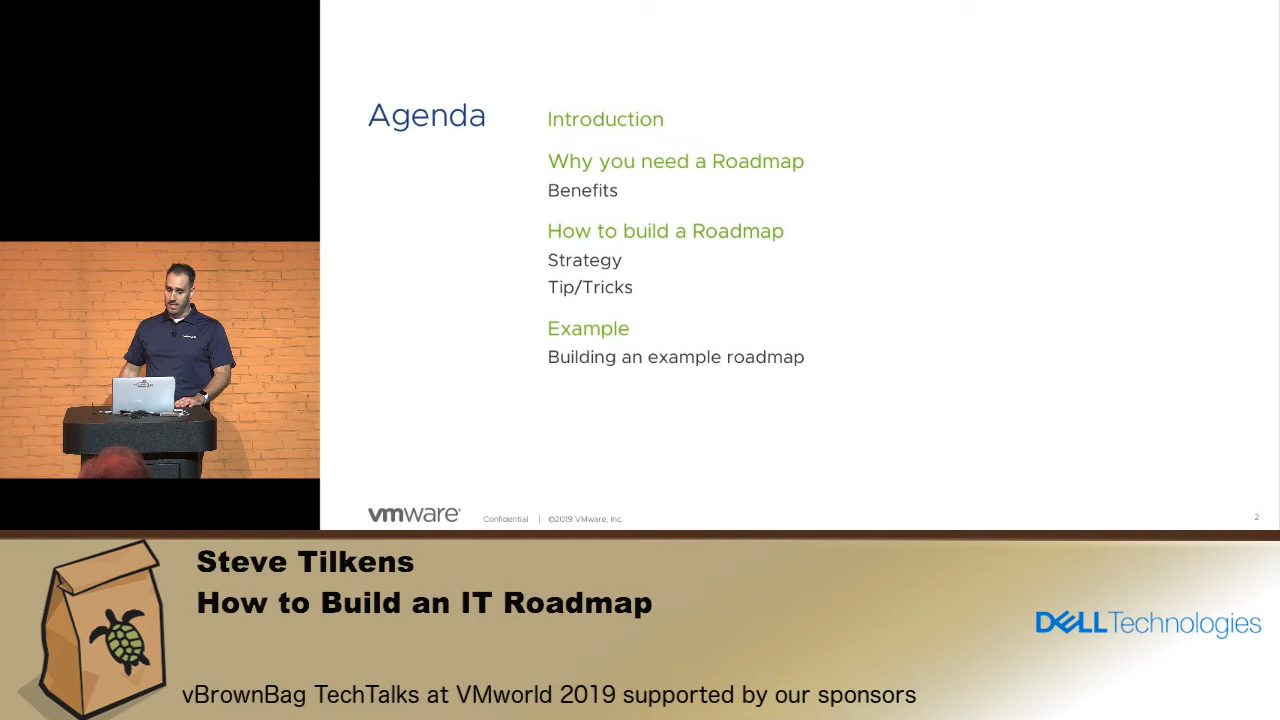 Agenda
Introduction
Why you need a Roadmap
Benefits
How to build a Roadmap
Strategy
Tip/Tricks
Example
Building an example roadmap
vmware®
Confidential | ©2019 VMware, Inc.
2
Steve Tilkens
How to Build an IT Roadmap
DELL Technologies
vBrownBag TechTalks at VMworld 2019 supported by our sponsors